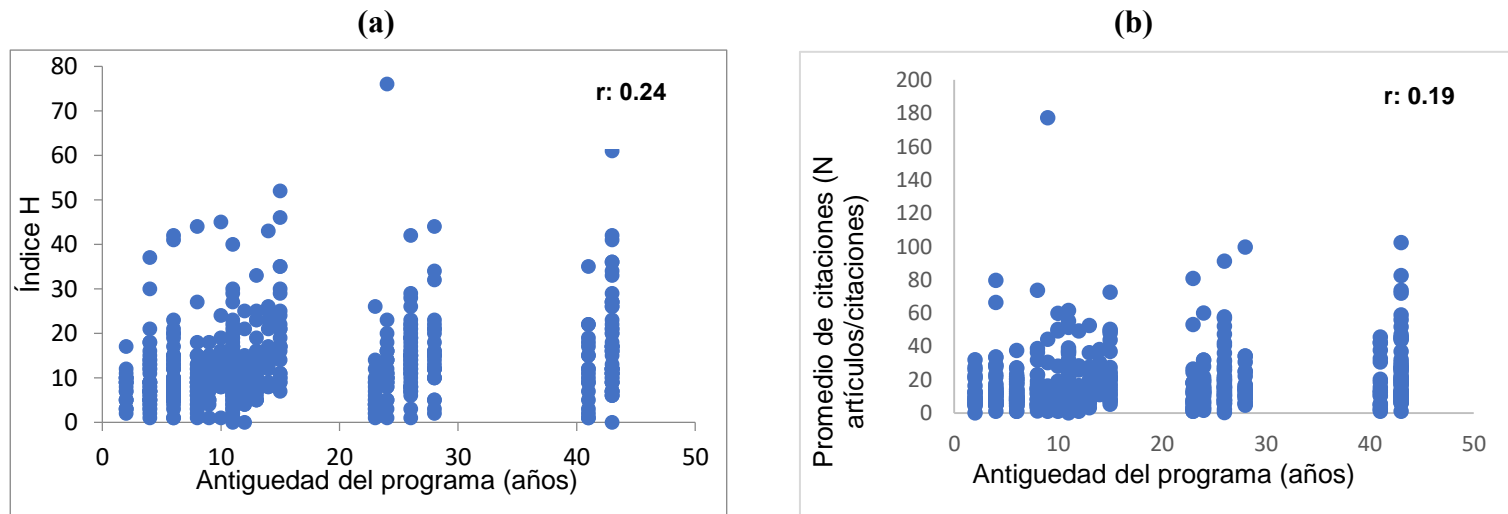 (a)
80
70
60
50
40
30
20
10
0
r: 0.24
Índice H
0 10 20 30 40 50
Antiguedad del programa (años)
(b)
200
180
160
140
120
100
80
60
40
20
0
r: 0.19
Promedio de citaciones (N
artículos/citaciones)
0 10 20 30 40 50
Antiguedad del programa (años)